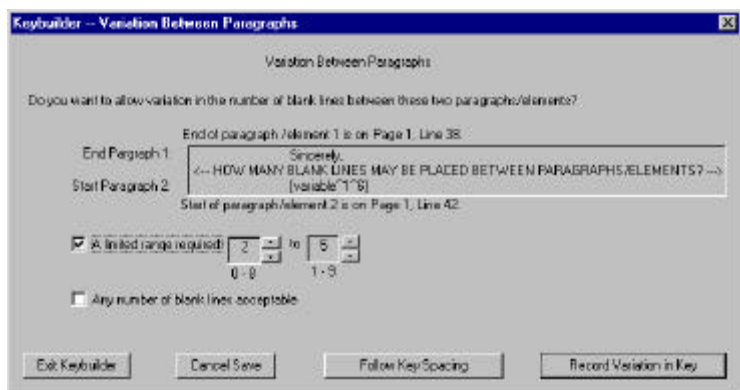 Keybuilder -- Variation Between Paragraphs
Variation Between Paragraphs
Do you want to allow variation in the number of blank lines between these two paragraphs/elements?
End of paragraph /element 1 is on Page 1, Line 38.
End Pargraph 1: Sincerely,
<-- HOW MANY BLANK LINES MAY BE PLACED BETWEEN PARAGRAPHS/ELEMENTS? -->
Start Paragraph 2: [variable^1^6]
Start of paragraph/element 2 is on Page 1, Line 42.
A limited range required: 2 to 5
0 - 8 1 - 9
Any number of blank lines acceptable
Exit Keybuilder Cancel Save Follow Key Spacing Record Variation in Key